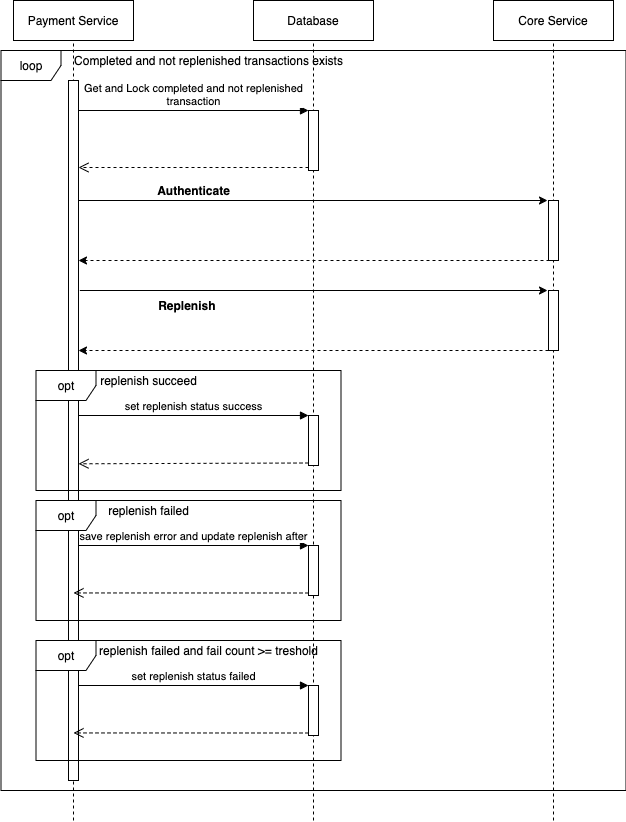 Payment Service
Database
Core Service
loop
Completed and not replenished transactions exists
Get and Lock completed and not replenished
transaction
Authenticate
Replenish
opt
replenish succeed
set replenish status success
opt
replenish failed
save replenish error and update replenish after
opt
replenish failed and fail count >= treshold
set replenish status failed